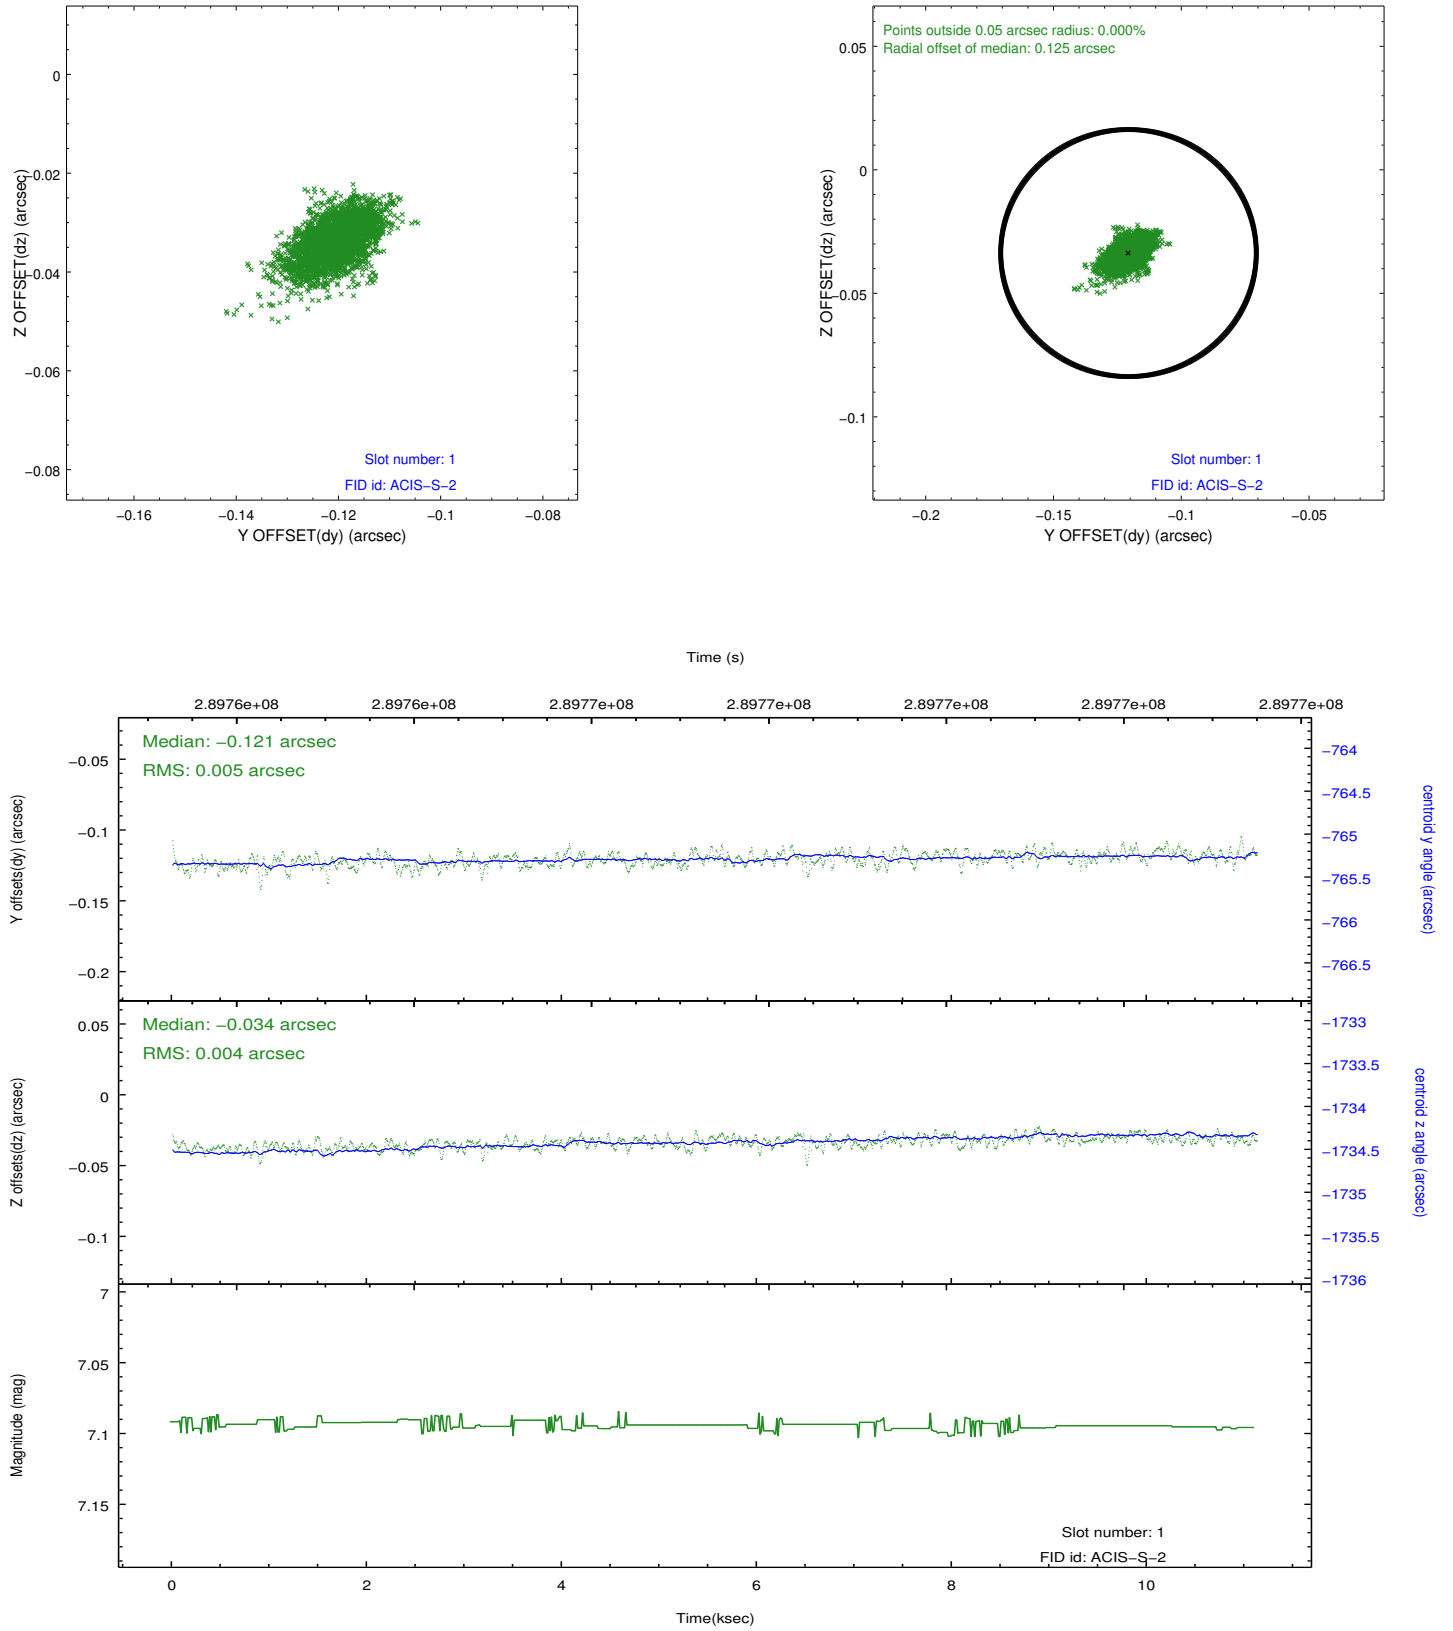 0
−0.02
−0.04
−0.06
−0.08
Z OFFSET(dz) (arcsec)
Slot number: 1
FID id: ACIS−S−2
−0.16
−0.14
−0.12
−0.1
−0.08
Y OFFSET(dy) (arcsec)
Points outside 0.05 arcsec radius: 0.000%
Radial offset of median: 0.125 arcsec
0.05
0
−0.05
−0.1
Z OFFSET(dz) (arcsec)
Slot number: 1
FID id: ACIS−S−2
−0.2
−0.15
−0.1
−0.05
Y OFFSET(dy) (arcsec)
Time (s)
2.8976e+08
2.8976e+08
2.8977e+08
2.8977e+08
2.8977e+08
2.8977e+08
2.8977e+08
Median: −0.121 arcsec
RMS: 0.005 arcsec
−0.05
−0.1
−0.15
−0.2
Y offsets(dy) (arcsec)
−764
−764.5
−765
−765.5
−766
−766.5
centroid y angle (arcsec)
Median: −0.034 arcsec
RMS: 0.004 arcsec
0.05
0
−0.05
−0.1
Z offsets(dz) (arcsec)
−1733
−1733.5
−1734
−1734.5
−1735
−1735.5
−1736
centroid z angle (arcsec)
7
7.05
7.1
7.15
Magnitude (mag)
Slot number: 1
FID id: ACIS−S−2
0
2
4
6
8
10
Time(ksec)